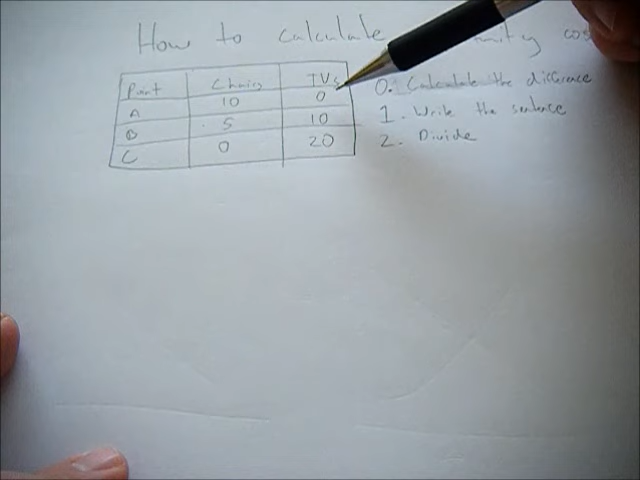 How to calculate cos
Point Chairs TVs
A 10 0
B 5 10
C 0 20
0. Calculate the difference
1. Write the sentence
2. Divide